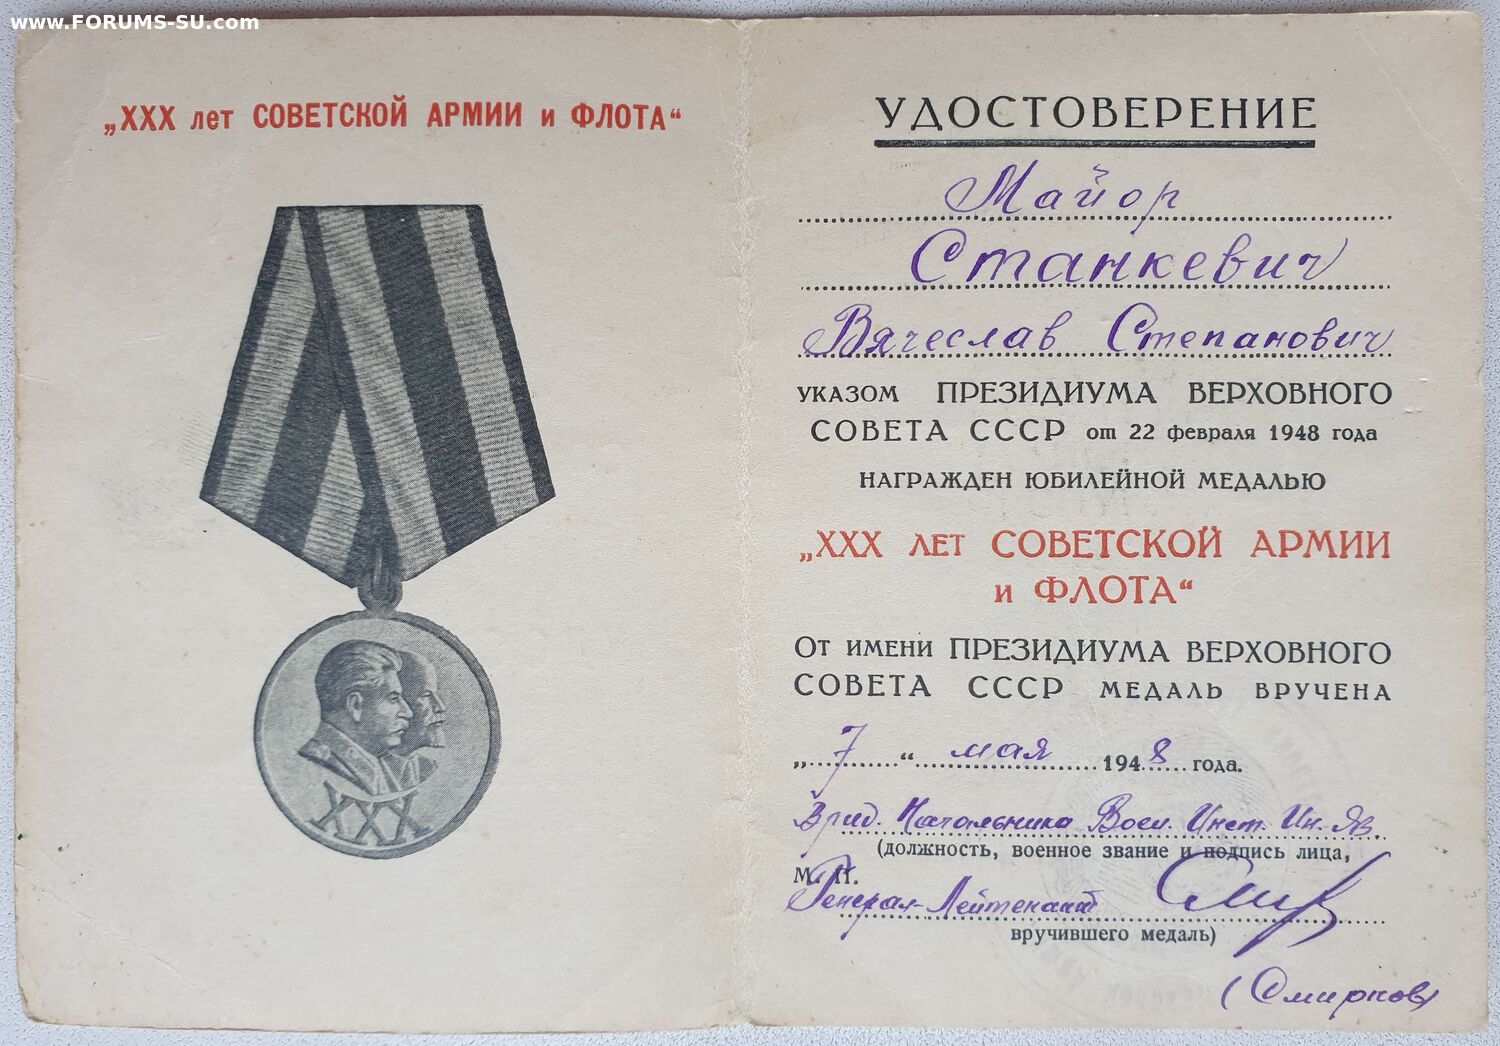 www.FORUMS-SU.com
„XXX лет СОВЕТСКОЙ АРМИИ и ФЛОТА“
XXX
УДОСТОВЕРЕНИЕ
Майор
Станкевич
Вячеслав Степанович
УКАЗОМ ПРЕЗИДИУМА ВЕРХОВНОГО
СОВЕТА СССР от 22 февраля 1948 года
НАГРАЖДЕН ЮБИЛЕЙНОЙ МЕДАЛЬЮ
„XXX ЛЕТ СОВЕТСКОЙ АРМИИ
и ФЛОТА“
От имени ПРЕЗИДИУМА ВЕРХОВНОГО
СОВЕТА СССР МЕДАЛЬ ВРУЧЕНА
„7“ мая 1948 года.
Врид. Начальника Воен. Инст. Ин. Яз.
(должность, военное звание и подпись лица,
М. П.
Генерал-Лейтенант
вручившего медаль)
(Смирнов)